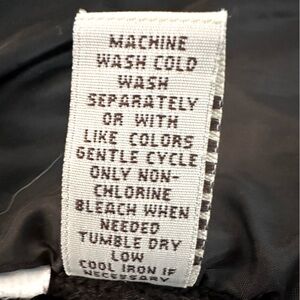 MACHINE
WASH COLD
WASH
SEPARATELY
OR WITH
LIKE COLORS
GENTLE CYCLE
ONLY NON-
CHLORINE
BLEACH WHEN
NEEDED
TUMBLE DRY
LOW
COOL IRON IF
NECESSARY